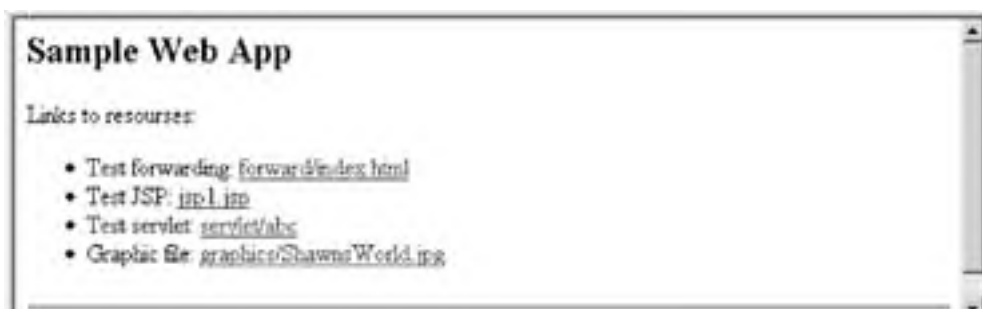 Sample Web App
Links to resourses:
Test forwarding: forward/index.html
Test JSP: jsp1.jsp
Test servlet: servlet/abc
Graphic file: graphics/ShawnsWorld.jpg